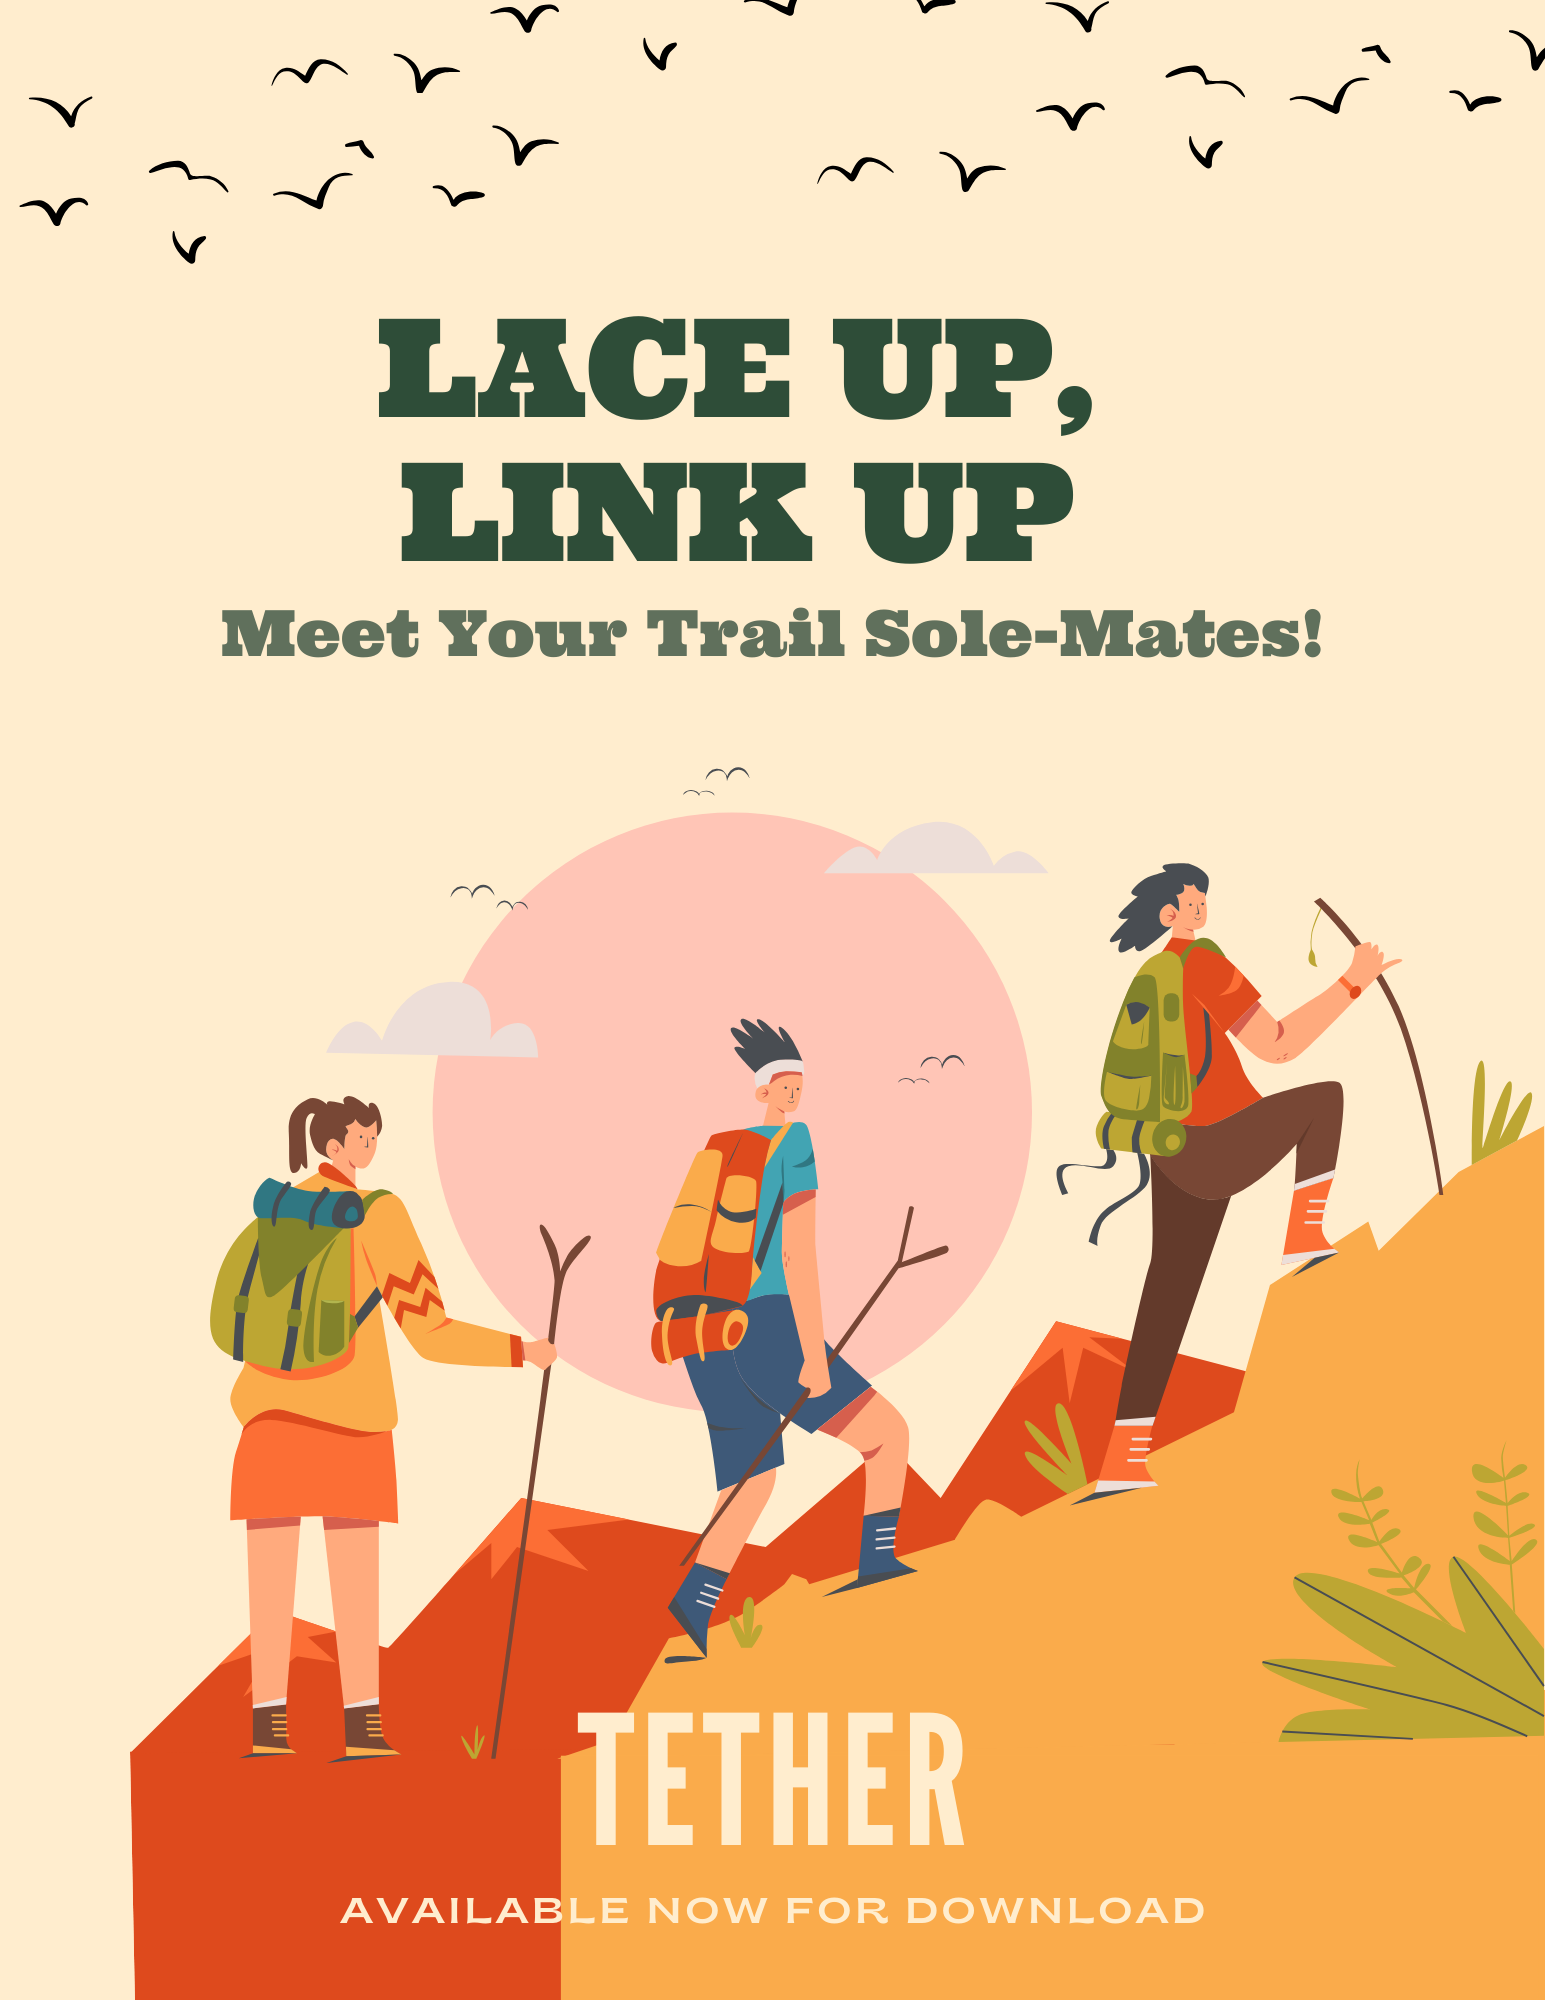 LACE UP,
LINK UP
Meet Your Trail Sole-Mates!
TETHER
AVAILABLE NOW FOR DOWNLOAD